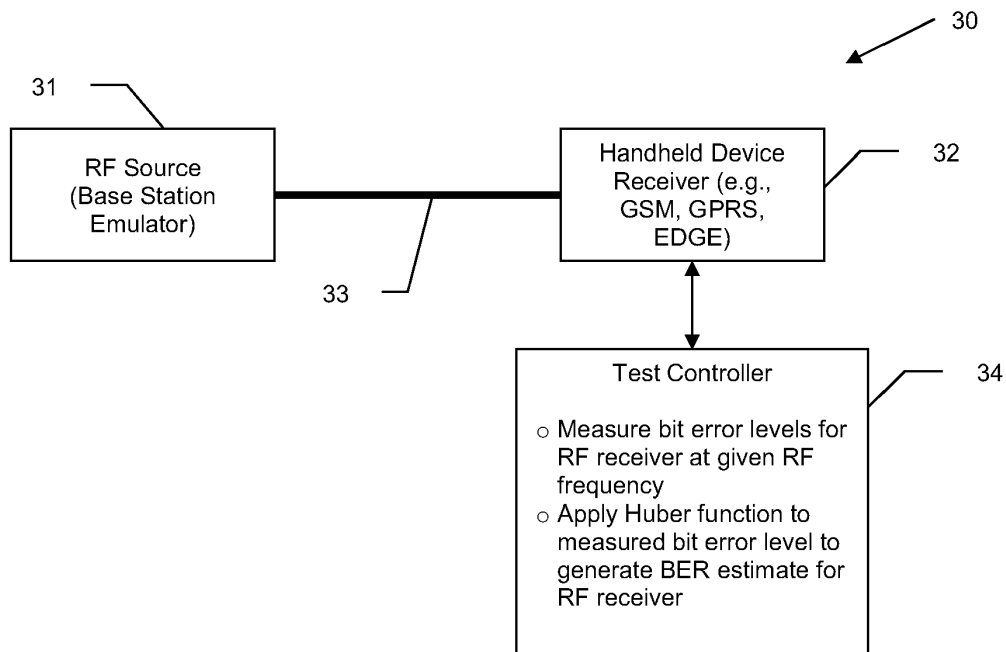 30
31
RF Source
(Base Station
Emulator)
33
Handheld Device
Receiver (e.g.,
GSM, GPRS,
EDGE)
32
Test Controller
34
○ Measure bit error levels for
RF receiver at given RF
frequency
○ Apply Huber function to
measured bit error level to
generate BER estimate for
RF receiver